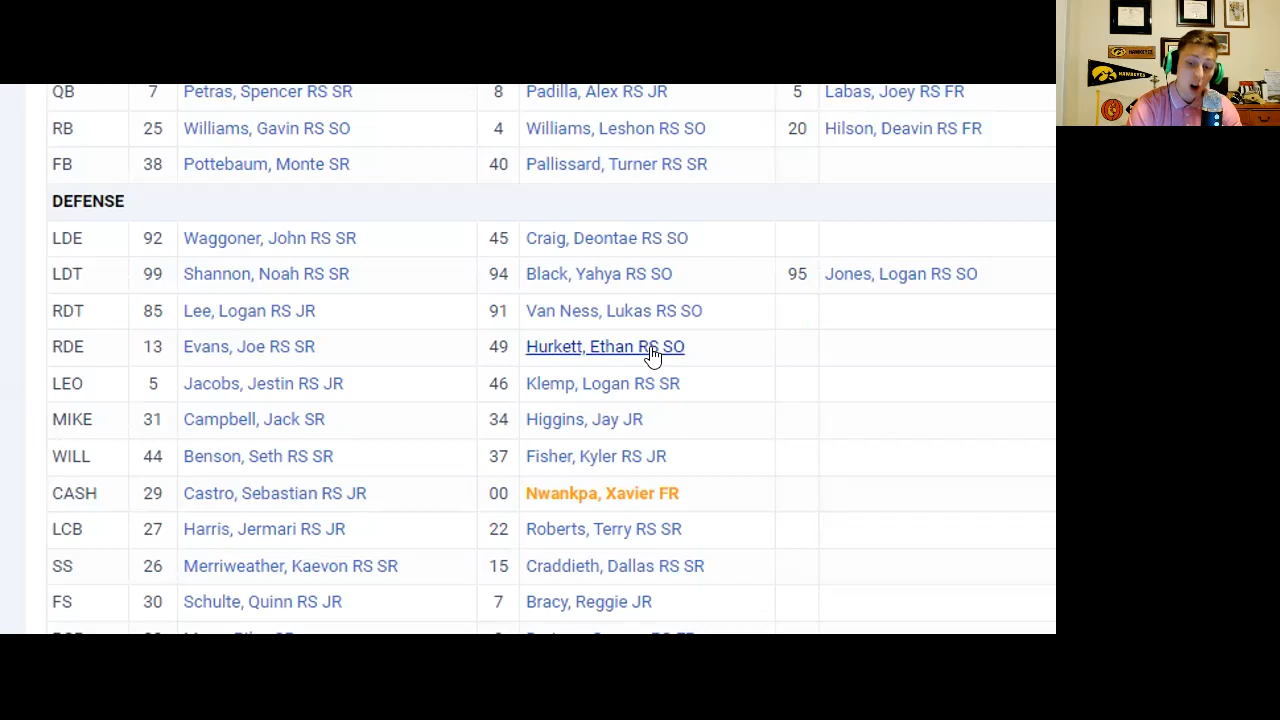 HAWKEYES
HAWKEYES
QB 7 Petras, Spencer RS SR 8 Padilla, Alex RS JR 5 Labas, Joey RS FR
RB 25 Williams, Gavin RS SO 4 Williams, Leshon RS SO 20 Hilson, Deavin RS FR
FB 38 Pottebaum, Monte SR 40 Pallissard, Turner RS SR
DEFENSE
LDE 92 Waggoner, John RS SR 45 Craig, Deontae RS SO
LDT 99 Shannon, Noah RS SR 94 Black, Yahya RS SO 95 Jones, Logan RS SO
RDT 85 Lee, Logan RS JR 91 Van Ness, Lukas RS SO
RDE 13 Evans, Joe RS SR 49 Hurkett, Ethan RS SO
LEO 5 Jacobs, Jestin RS JR 46 Klemp, Logan RS SR
MIKE 31 Campbell, Jack SR 34 Higgins, Jay JR
WILL 44 Benson, Seth RS SR 37 Fisher, Kyler RS JR
CASH 29 Castro, Sebastian RS JR 00 Nwankpa, Xavier FR
LCB 27 Harris, Jermari RS JR 22 Roberts, Terry RS SR
SS 26 Merriweather, Kaevon RS SR 15 Craddieth, Dallas RS SR
FS 30 Schulte, Quinn RS JR 7 Bracy, Reggie JR